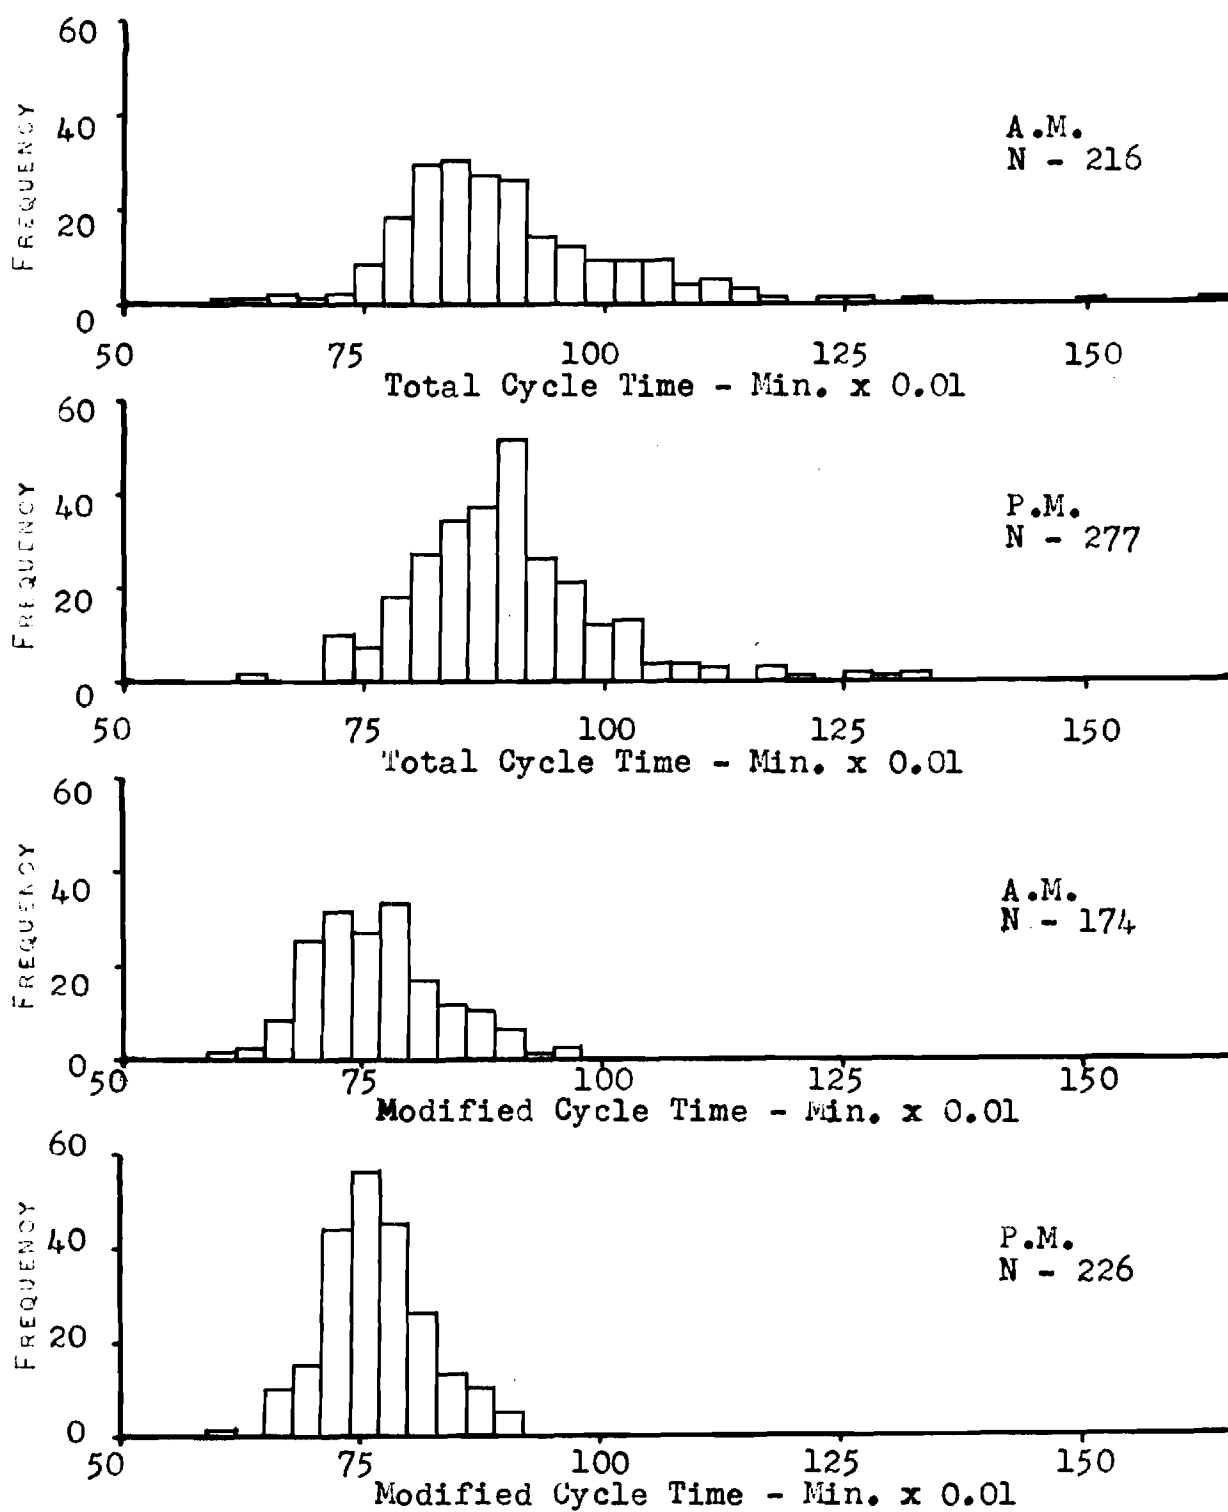 60
40
20
0
FREQUENCY
A.M.
N - 216
50 75 100 125 150
Total Cycle Time - Min. x 0.01
60
40
20
0
FREQUENCY
P.M.
N - 277
50 75 100 125 150
Total Cycle Time - Min. x 0.01
60
40
20
0
FREQUENCY
A.M.
N - 174
50 75 100 125 150
Modified Cycle Time - Min. x 0.01
60
40
20
0
FREQUENCY
P.M.
N - 226
50 75 100 125 150
Modified Cycle Time - Min. x 0.01